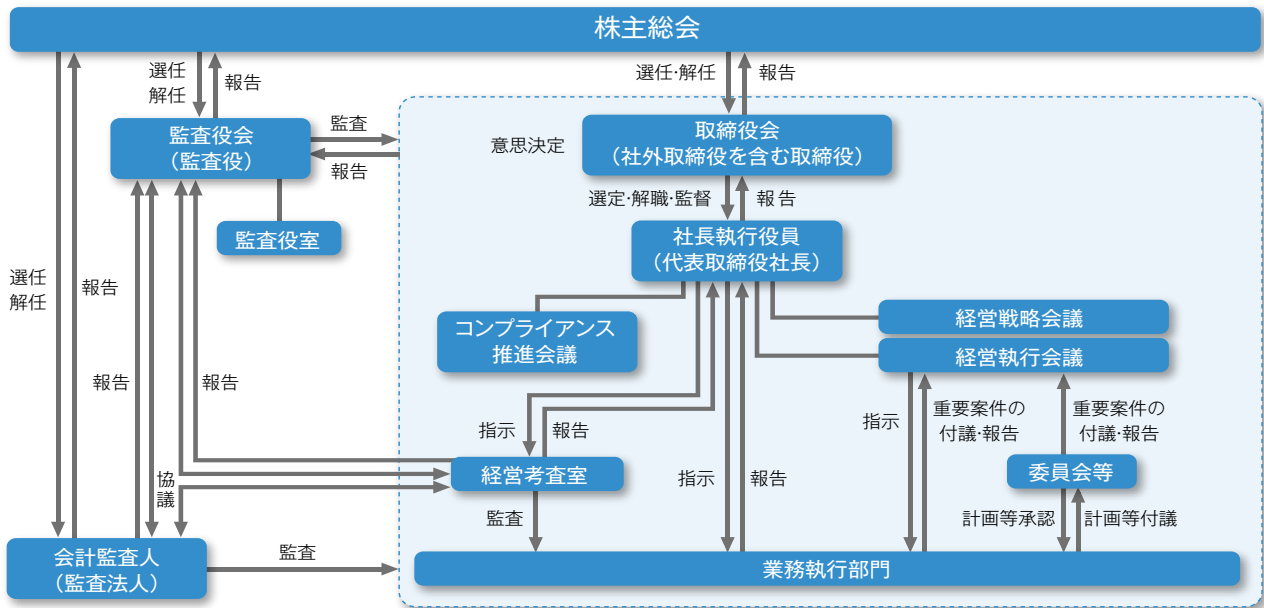 株主総会
選任
解任
報告
選任·解任
報告
監査役会
（監査役）
監査
報告
意思決定
取締役会
（社外取締役を含む取締役）
選定·解職·監督
報告
監査役室
社長執行役員
（代表取締役社長）
選任
解任
報告
コンプライアンス
推進会議
経営戦略会議
経営執行会議
報告
報告
指示
報告
指示
重要案件の
付議·報告
重要案件の
付議·報告
協
議
経営考査室
指示
報告
委員会等
監査
計画等承認
計画等付議
会計監査人
（監査法人）
監査
業務執行部門